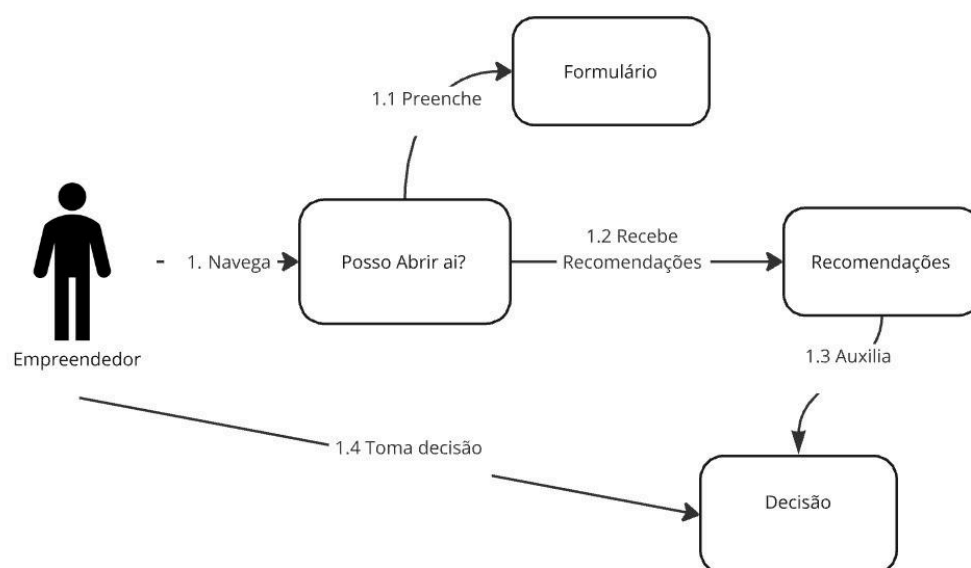 Formulário
1.1 Preenche
1. Navega
Posso Abrir ai?
1.2 Recebe
Recomendações
Recomendações
Empreendedor
1.3 Auxilia
1.4 Toma decisão
Decisão